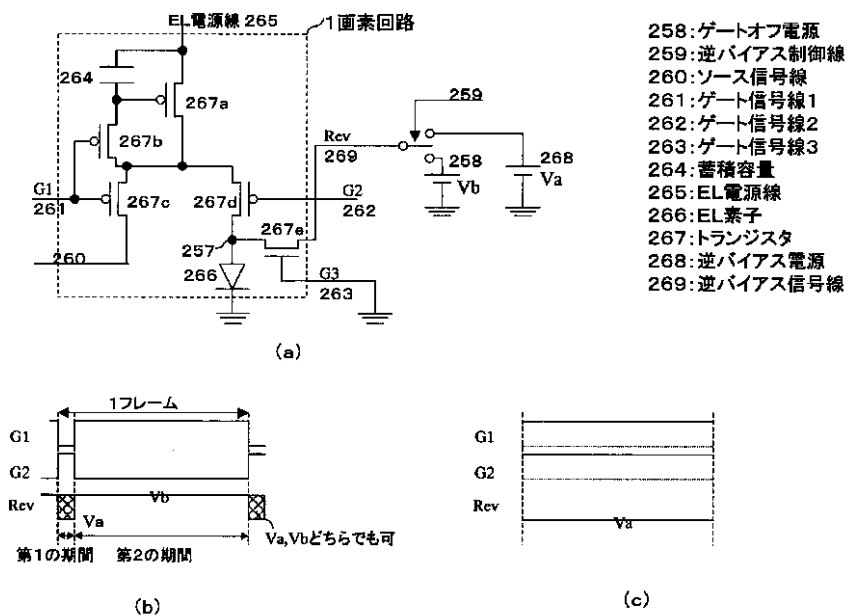 EL電源線 265
1画素回路
264
267a
267b
G1
261
267c
267d
G2
262
267e
257
260
266
G3
263
Rev
269
259
258
Vb
268
Va
258:ゲートオフ電源
259:逆バイアス制御線
260:ソース信号線
261:ゲート信号線1
262:ゲート信号線2
263:ゲート信号線3
264:蓄積容量
265:EL電源線
266:EL素子
267:トランジスタ
268:逆バイアス電源
269:逆バイアス信号線
(a)
1フレーム
G1
G2
Rev
Vb
Va
Va,Vbどちらでも可
第1の期間 第2の期間
(b)
G1
G2
Rev
Va
(c)